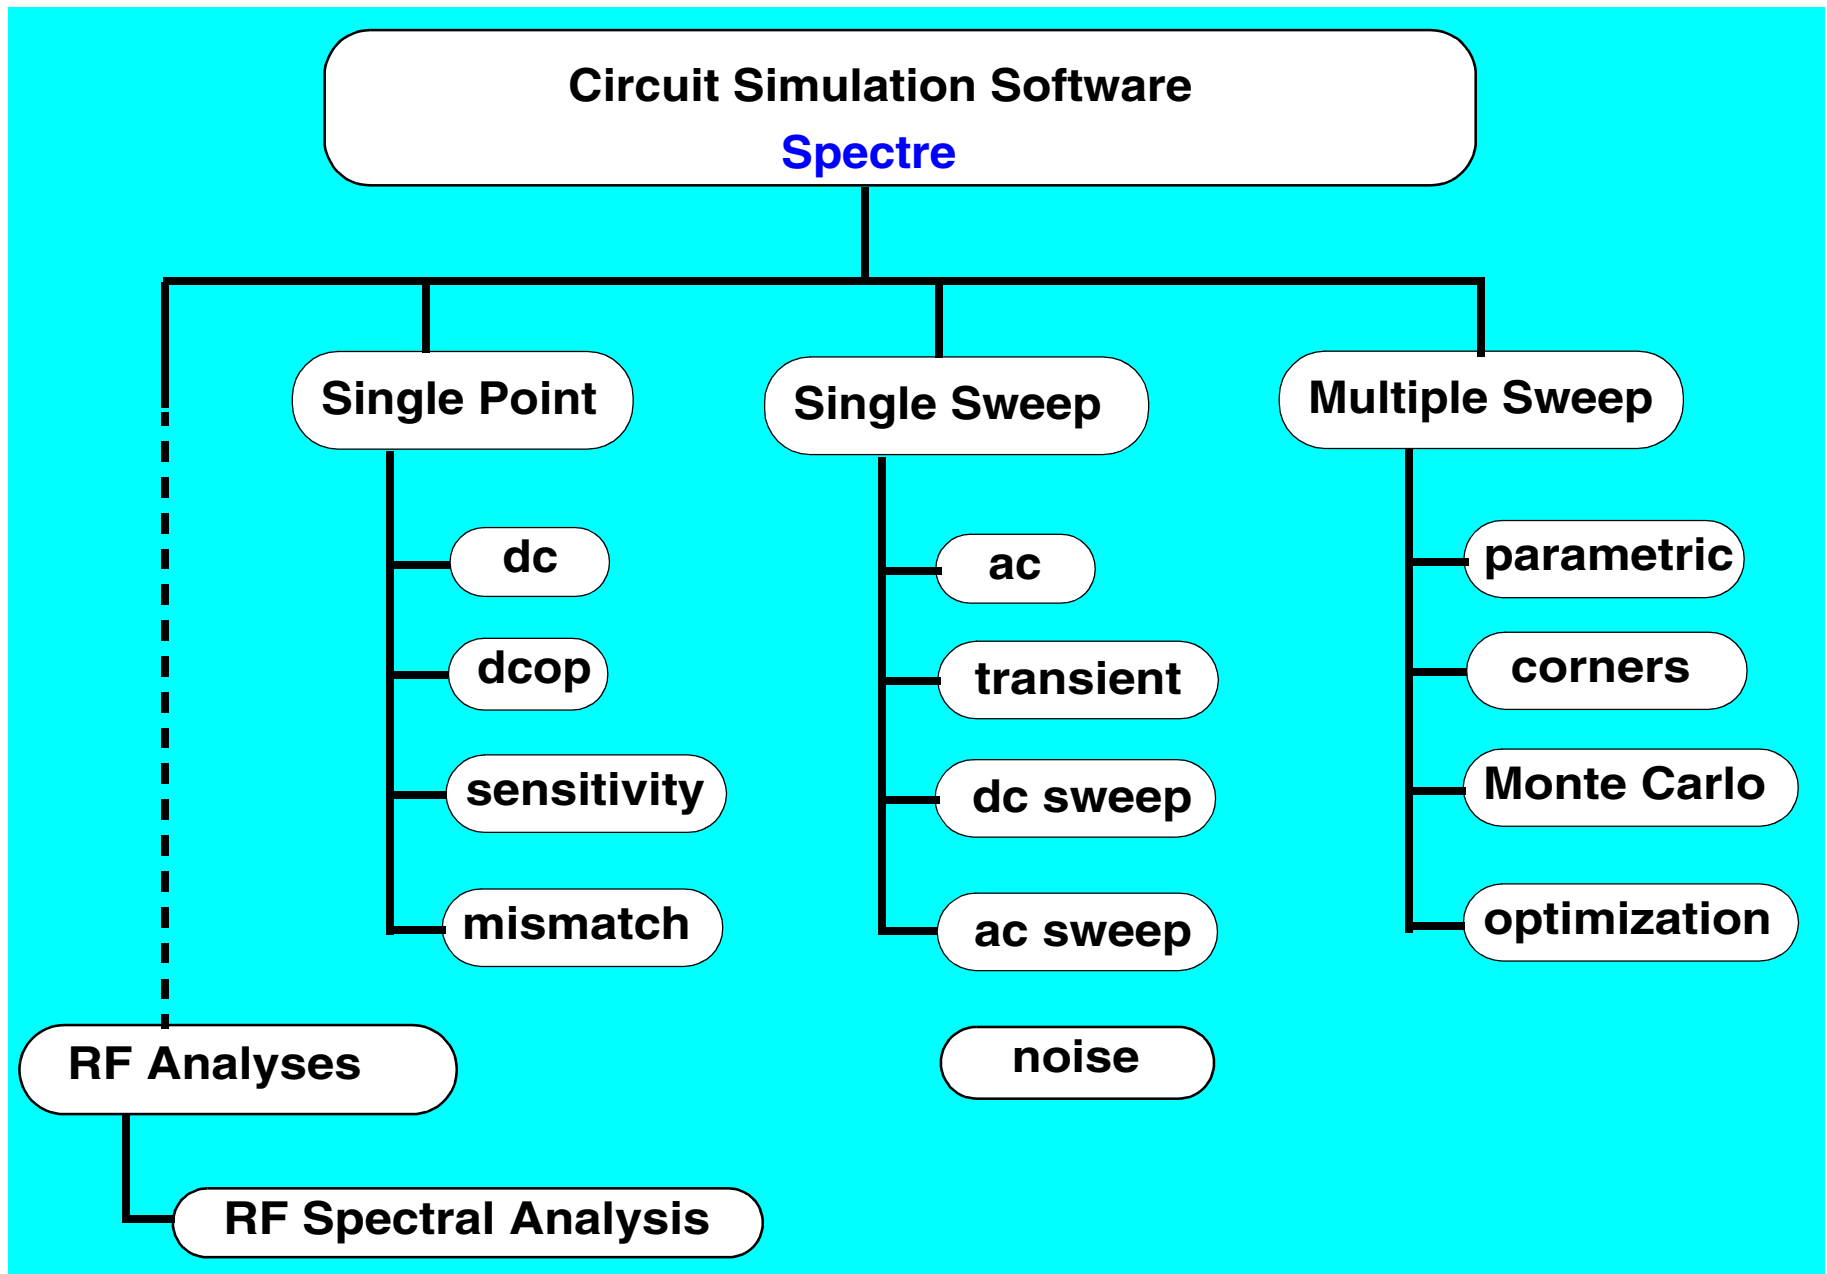 Circuit Simulation Software
Spectre
Single Point
Single Sweep
Multiple Sweep
dc
dcop
sensitivity
mismatch
ac
transient
dc sweep
ac sweep
noise
parametric
corners
Monte Carlo
optimization
RF Analyses
RF Spectral Analysis